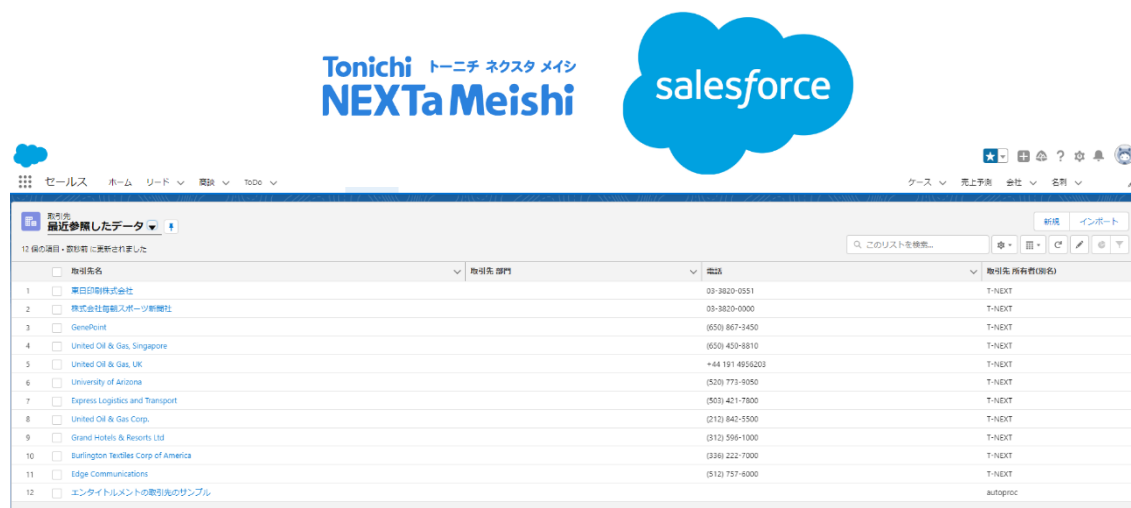 Tonichi トーニチ ネクスタ メイシ
NEXTa Meishi
salesforce
セールス ホーム リード 商談 ToDo ケース 売上予測 会社 名刺
取引先
最近参照したデータ
新規 インポート
12 個の項目・数秒前 に更新されました
このリストを検索...
取引先名 取引先 部門 電話 取引先 所有者(別名)
1 東日印刷株式会社 03-3820-0551 T-NEXT
2 株式会社毎朝スポーツ新聞社 03-3820-0000 T-NEXT
3 GenePoint (650) 867-3450 T-NEXT
4 United Oil & Gas, Singapore (650) 450-8810 T-NEXT
5 United Oil & Gas, UK +44 191 4956203 T-NEXT
6 University of Arizona (520) 773-9050 T-NEXT
7 Express Logistics and Transport (503) 421-7800 T-NEXT
8 United Oil & Gas Corp. (212) 842-5500 T-NEXT
9 Grand Hotels & Resorts Ltd (312) 596-1000 T-NEXT
10 Burlington Textiles Corp of America (336) 222-7000 T-NEXT
11 Edge Communications (512) 757-6000 T-NEXT
12 エンタイトルメントの取引先のサンプル autoproc